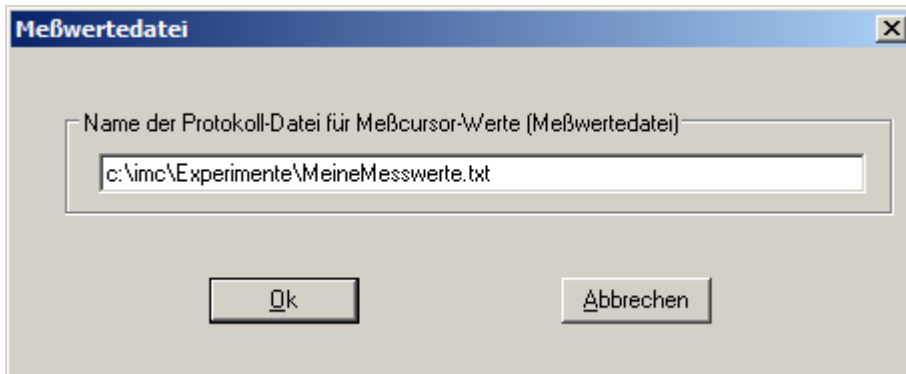 Meßwertedatei
Name der Protokoll-Datei für Meßcursor-Werte (Meßwertedatei)
c:\imc\Experimente\MeineMesswerte.txt
Ok Abbrechen